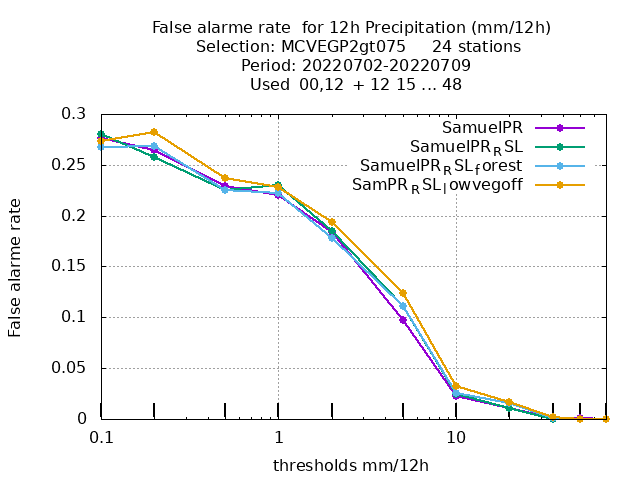 False alarme rate  for 12h Precipitation (mm/12h)
Selection: MCVEGP2gt075     24 stations
Period: 20220702-20220709
Used  00,12  + 12 15 ... 48
SamuelPR
SamuelPR_RSL
SamuelPR_RSL_forest
SamPR_RSL_lowvegoff
False alarme rate
0.3
0.25
0.2
0.15
0.1
0.05
0
0.1 1 10
thresholds mm/12h